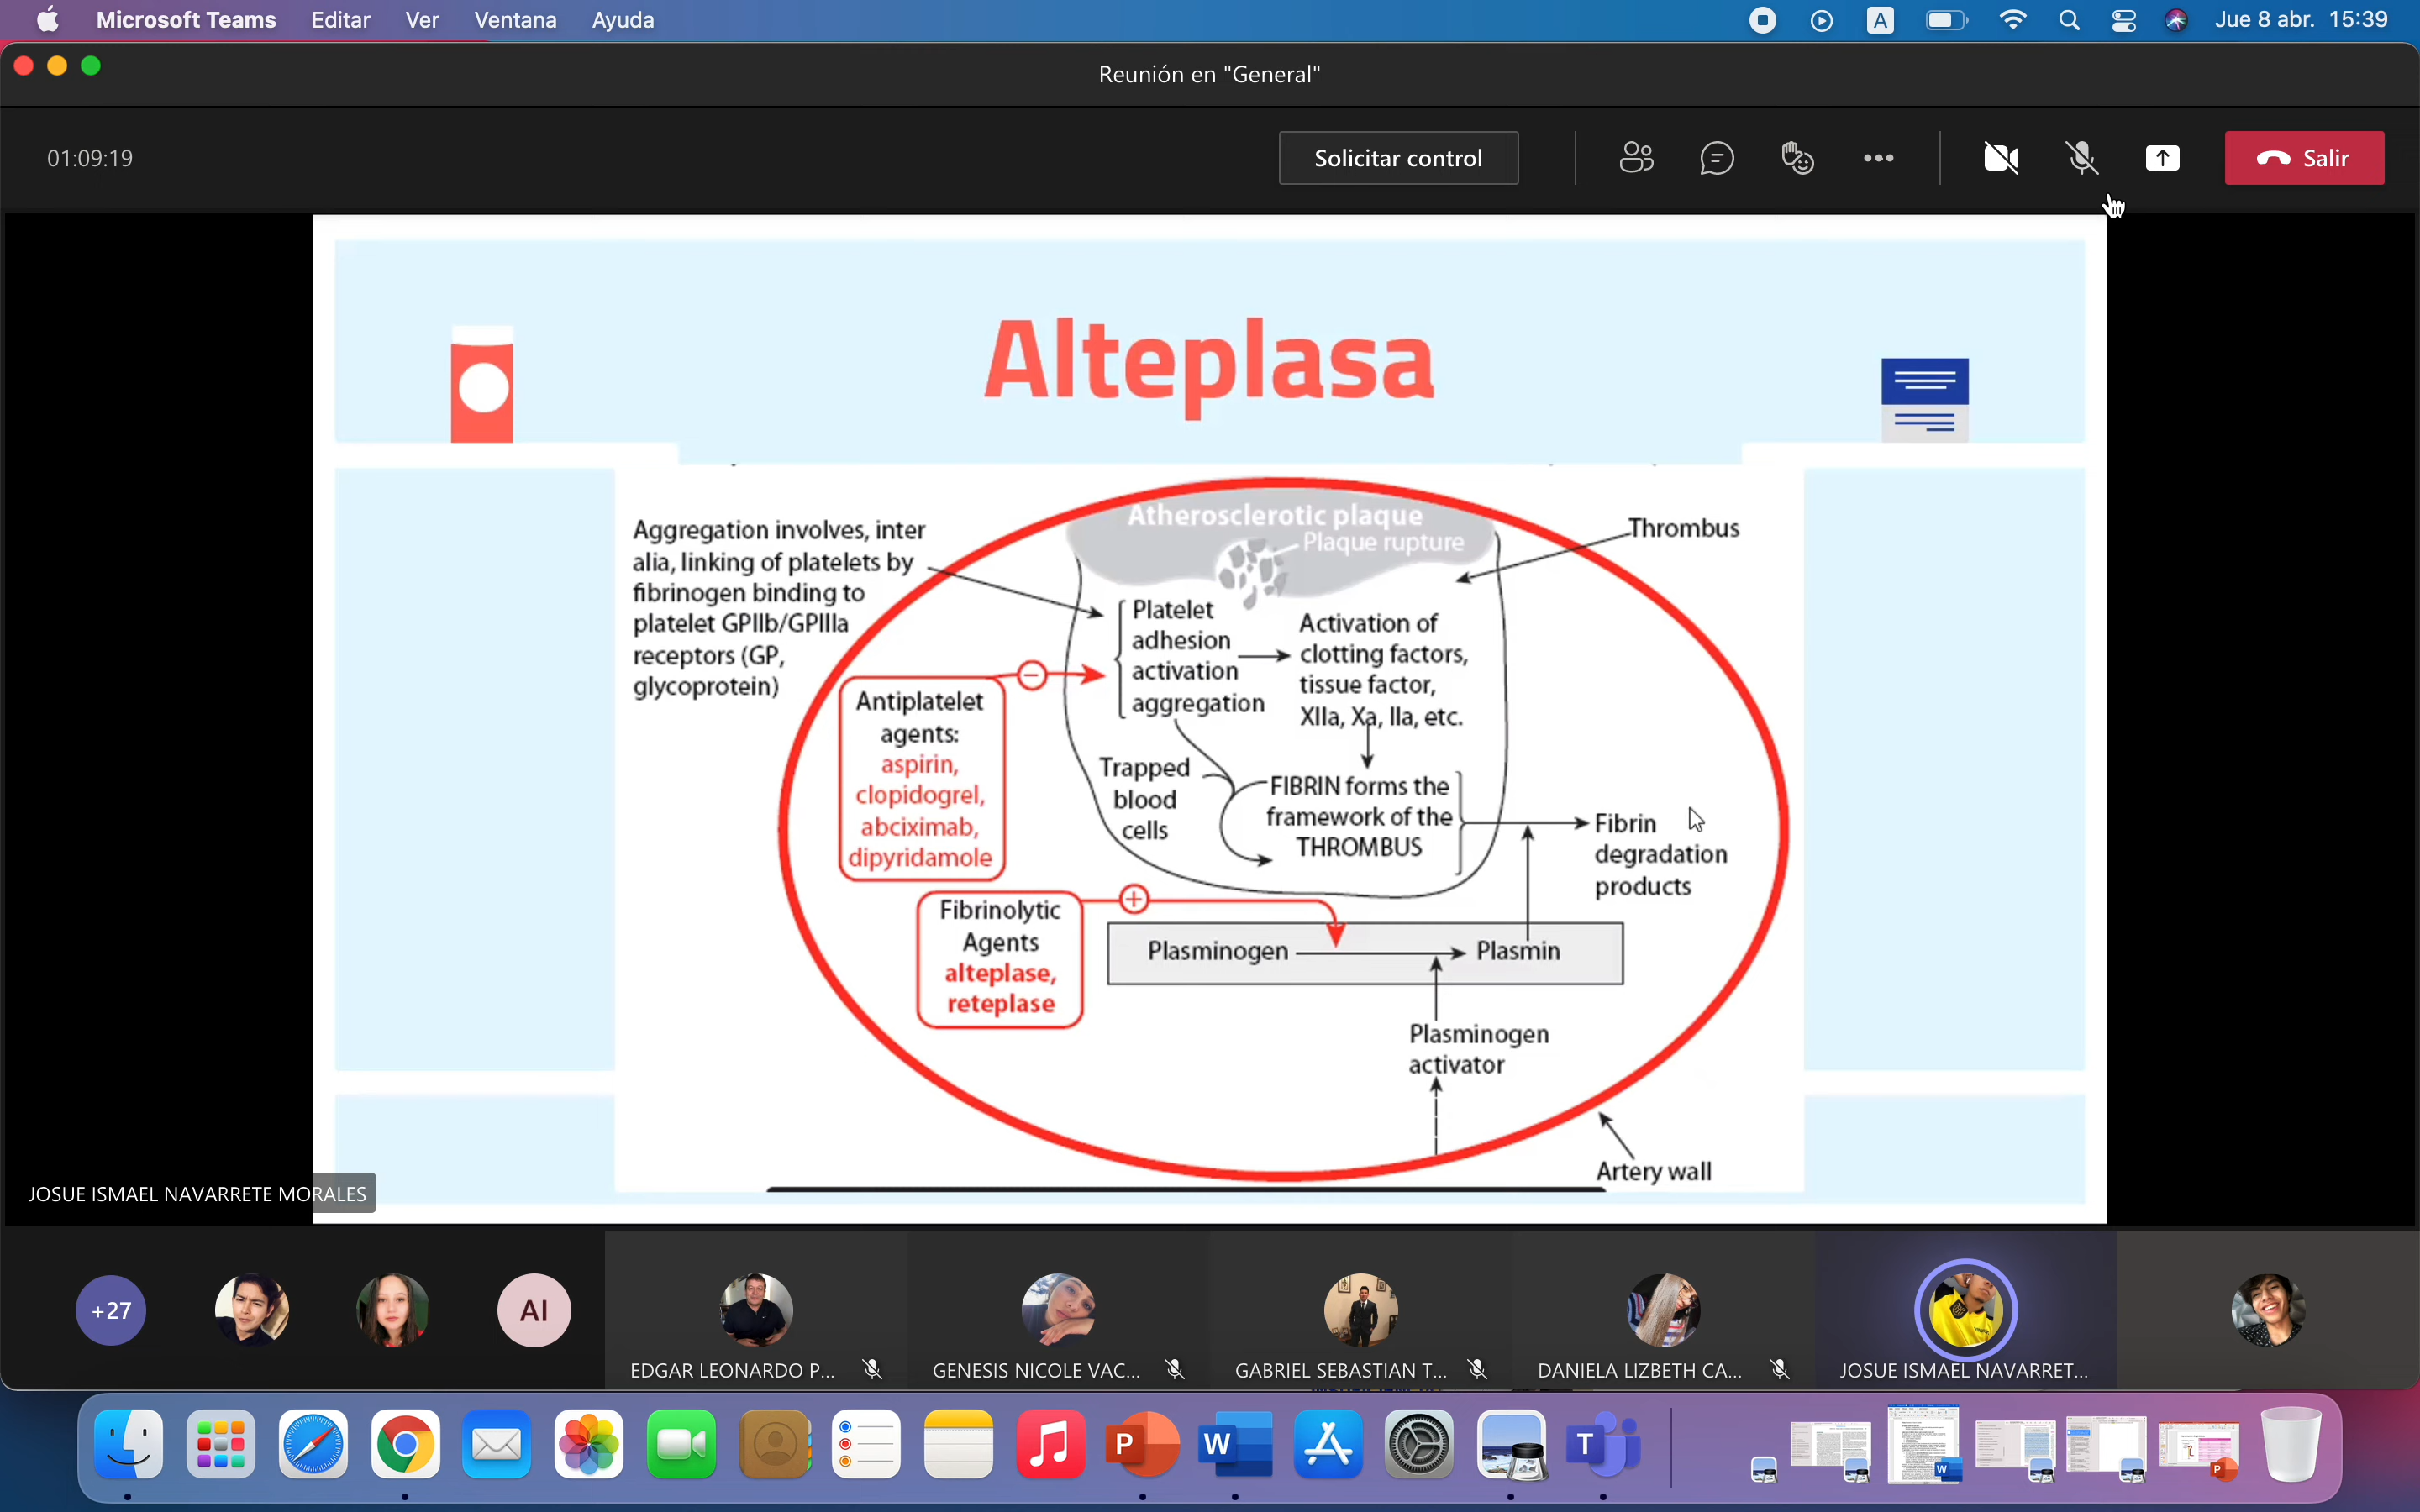 Microsoft Teams Editar Ver Ventana Ayuda A Jue 8 abr. 15:39
Reunión en "General"
01:09:19 Solicitar control Salir
Alteplasa
Atherosclerotic plaque
Plaque rupture
Thrombus
Aggregation involves, inter
alia, linking of platelets by
fibrinogen binding to
platelet GPIIb/GPIIIa
receptors (GP,
glycoprotein)
Platelet
adhesion
activation
aggregation
Activation of
clotting factors,
tissue factor,
XIIa, Xa, IIa, etc.
Antiplatelet
agents:
aspirin,
clopidogrel,
abciximab,
dipyridamole
Trapped
blood
cells
FIBRIN forms the
framework of the
THROMBUS
Fibrin
degradation
products
Fibrinolytic
Agents
alteplase,
reteplase
Plasminogen
Plasmin
Plasminogen
activator
Artery wall
JOSUE ISMAEL NAVARRETE MORALES
+27 AI
EDGAR LEONARDO P... GENESIS NICOLE VAC... GABRIEL SEBASTIAN T... DANIELA LIZBETH CA... JOSUE ISMAEL NAVARRET...
P W T W P